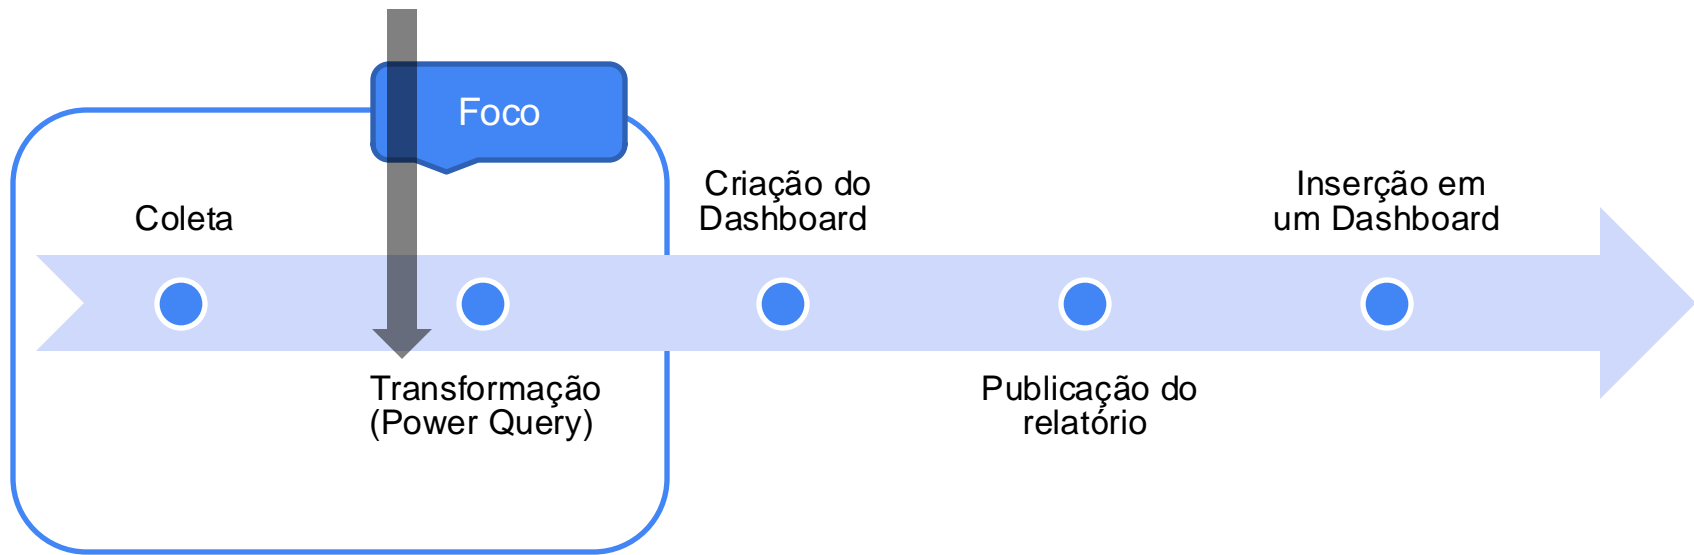 Foco
Coleta
Transformação
(Power Query)
Criação do
Dashboard
Publicação do
relatório
Inserção em
um Dashboard